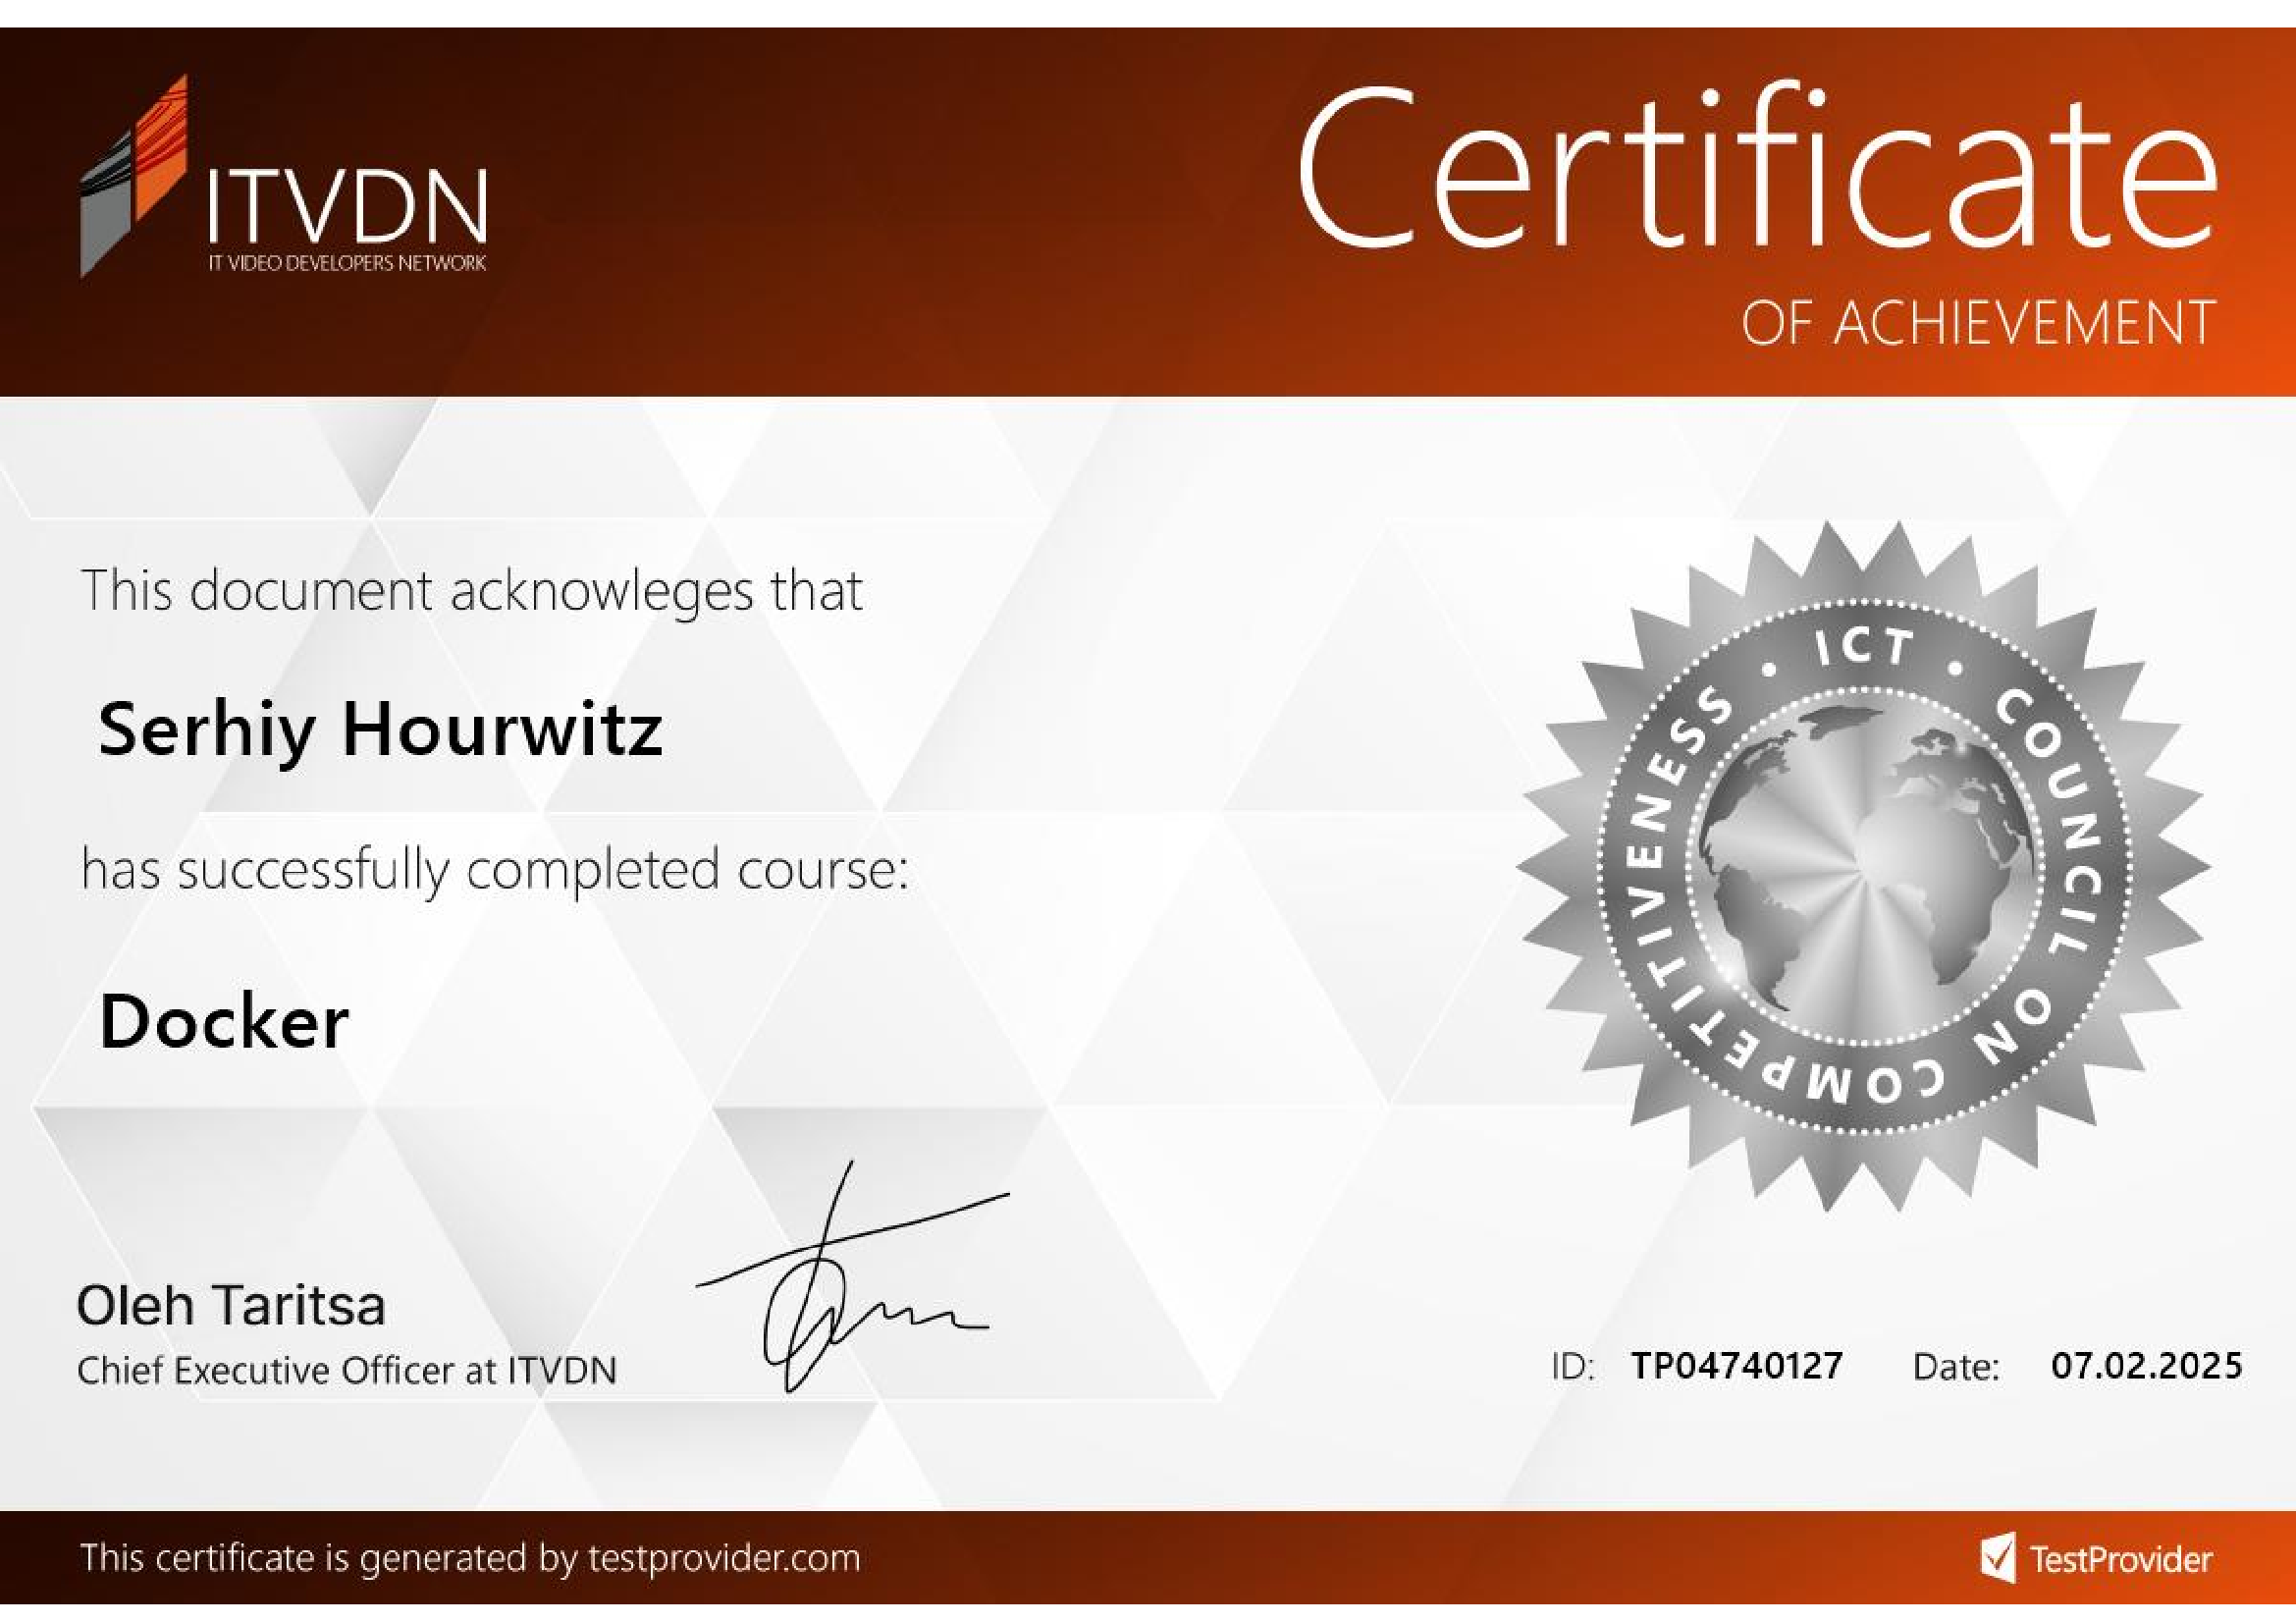 ITVDN
IT VIDEO DEVELOPERS NETWORK
Certificate
OF ACHIEVEMENT
This document acknowleges that
Serhiy Hourwitz
has successfully completed course:
Docker
• ICT • COUNCIL ON COMPETITIVENESS
Oleh Taritsa
Chief Executive Officer at ITVDN
ID: TP04740127 Date: 07.02.2025
This certificate is generated by testprovider.com
TestProvider